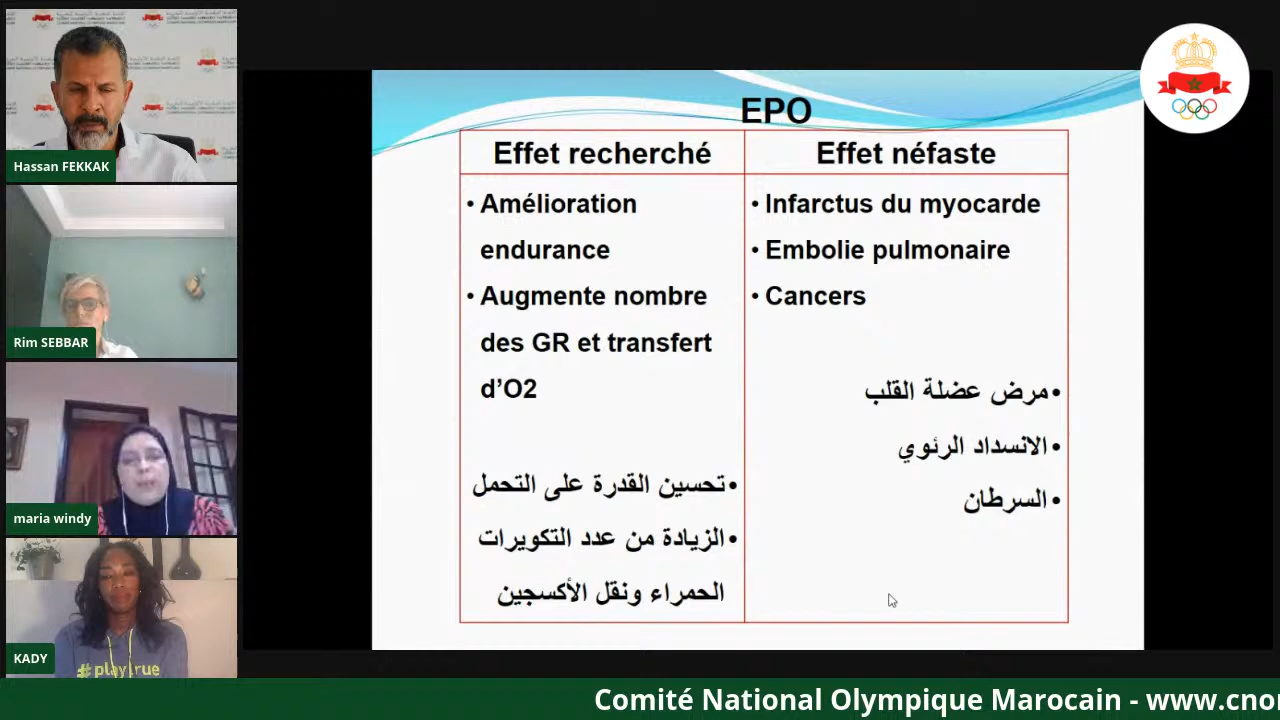 Hassan FEKKAK
Rim SEBBAR
maria windy
KADY
#playtrue
EPO
Effet recherché
Effet néfaste
• Amélioration
endurance
• Augmente nombre
des GR et transfert
d’O2
•تحسين القدرة على التحمل
•الزيادة من عدد التكويرات
الحمراء ونقل الأكسجين
• Infarctus du myocarde
• Embolie pulmonaire
• Cancers
•مرض عضلة القلب
•الانسداد الرئوي
•السرطان
Comité National Olympique Marocain - www.cno